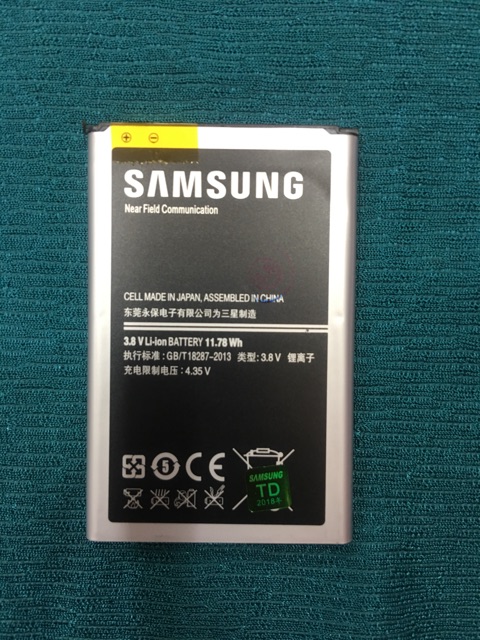 SAMSUNG
Near Field Communication
CELL MADE IN JAPAN, ASSEMBLED IN CHINA
东莞永保电子有限公司为三星制造
3.8 V Li-ion BATTERY 11.78 Wh
执行标准: GB/T18287-2013 类型: 3.8 V 锂离子
充电限制电压: 4.35 V
5 CE
SAMSUNG
TD